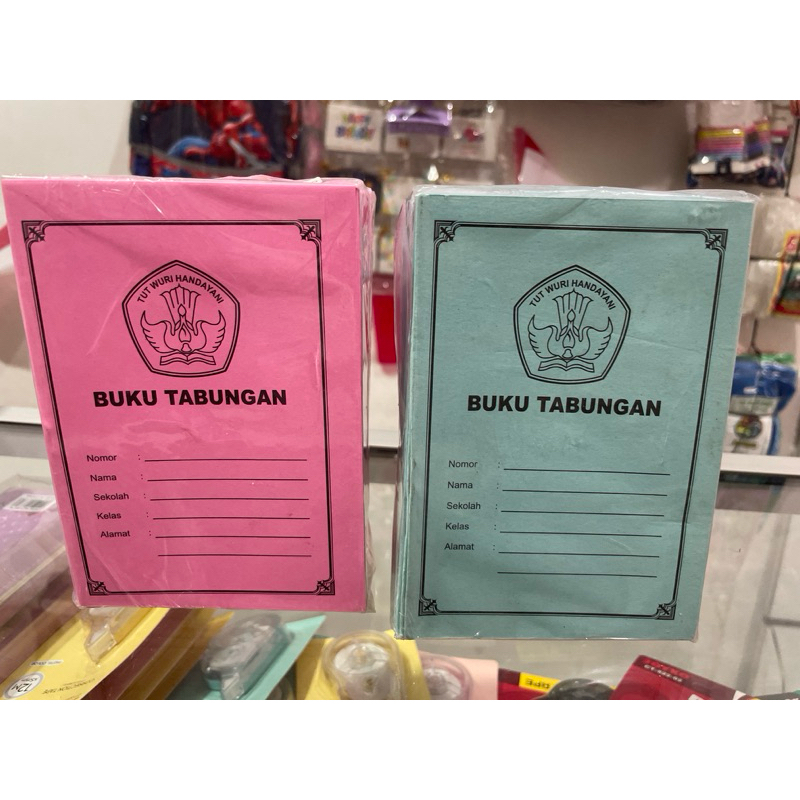 TUT WURI HANDAYANI
BUKU TABUNGAN
Nomor :
Nama :
Sekolah :
Kelas :
Alamat :
TUT WURI HANDAYANI
BUKU TABUNGAN
Nomor :
Nama :
Sekolah :
Kelas :
Alamat :
12M